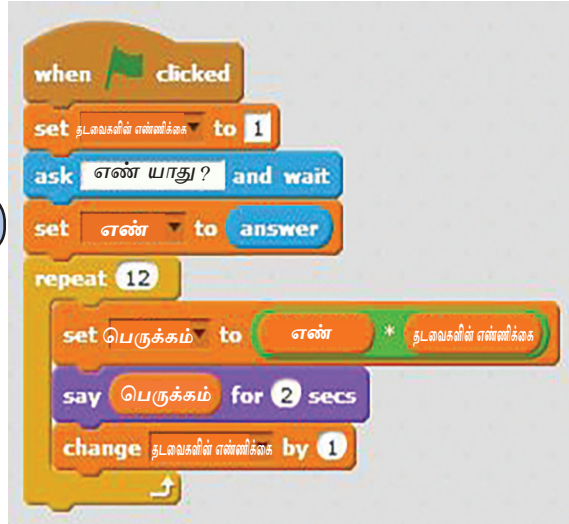 when clicked
set தடவைகளின் எண்ணிக்கை to 1
ask எண் யாது? and wait
set எண் to answer
repeat 12
set பெருக்கம் to எண் * தடவைகளின் எண்ணிக்கை
say பெருக்கம் for 2 secs
change தடவைகளின் எண்ணிக்கை by 1